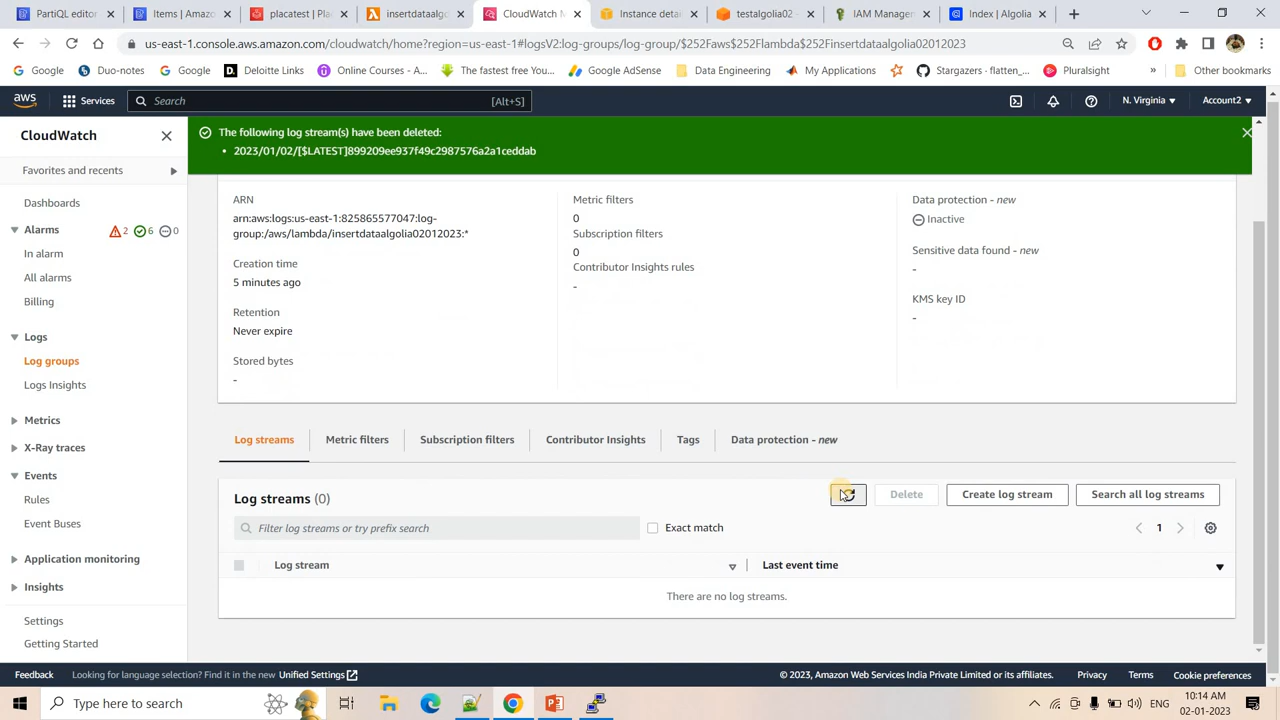 PartiQL editor
Items | Amaz
placatest | Pla
insertdataalg
CloudWatch M
Instance deta
testalgolia02
IAM Manage
Index | Algolia
us-east-1.console.aws.amazon.com/cloudwatch/home?region=us-east-1#logsV2:log-groups/log-group/$252Faws$252Flambda$252Finsertdataalgolia02012023
Google
Duo-notes
Google
Deloitte Links
Online Courses - A...
The fastest free You...
Google AdSense
Data Engineering
My Applications
Stargazers · flatten_...
Pluralsight
»
Other bookmarks
aws
Services
Search
[Alt+S]
N. Virginia
Account2
CloudWatch
Favorites and recents
Dashboards
Alarms
2
6
0
In alarm
All alarms
Billing
Logs
Log groups
Logs Insights
Metrics
X-Ray traces
Events
Rules
Event Buses
Application monitoring
Insights
Settings
Getting Started
The following log stream(s) have been deleted:
• 2023/01/02/[$LATEST]899209ee937f49c2987576a2a1ceddab
ARN
arn:aws:logs:us-east-1:825865577047:log-
group:/aws/lambda/insertdataalgolia02012023:*
Creation time
5 minutes ago
Retention
Never expire
Stored bytes
-
Metric filters
0
Subscription filters
0
Contributor Insights rules
-
Data protection - new
Inactive
Sensitive data found - new
-
KMS key ID
-
Log streams
Metric filters
Subscription filters
Contributor Insights
Tags
Data protection - new
Log streams (0)
Delete
Create log stream
Search all log streams
Filter log streams or try prefix search
Exact match
1
Log stream
Last event time
There are no log streams.
Feedback
Looking for language selection? Find it in the new Unified Settings
© 2023, Amazon Web Services India Private Limited or its affiliates.
Privacy
Terms
Cookie preferences
Type here to search
ENG
10:14 AM
02-01-2023